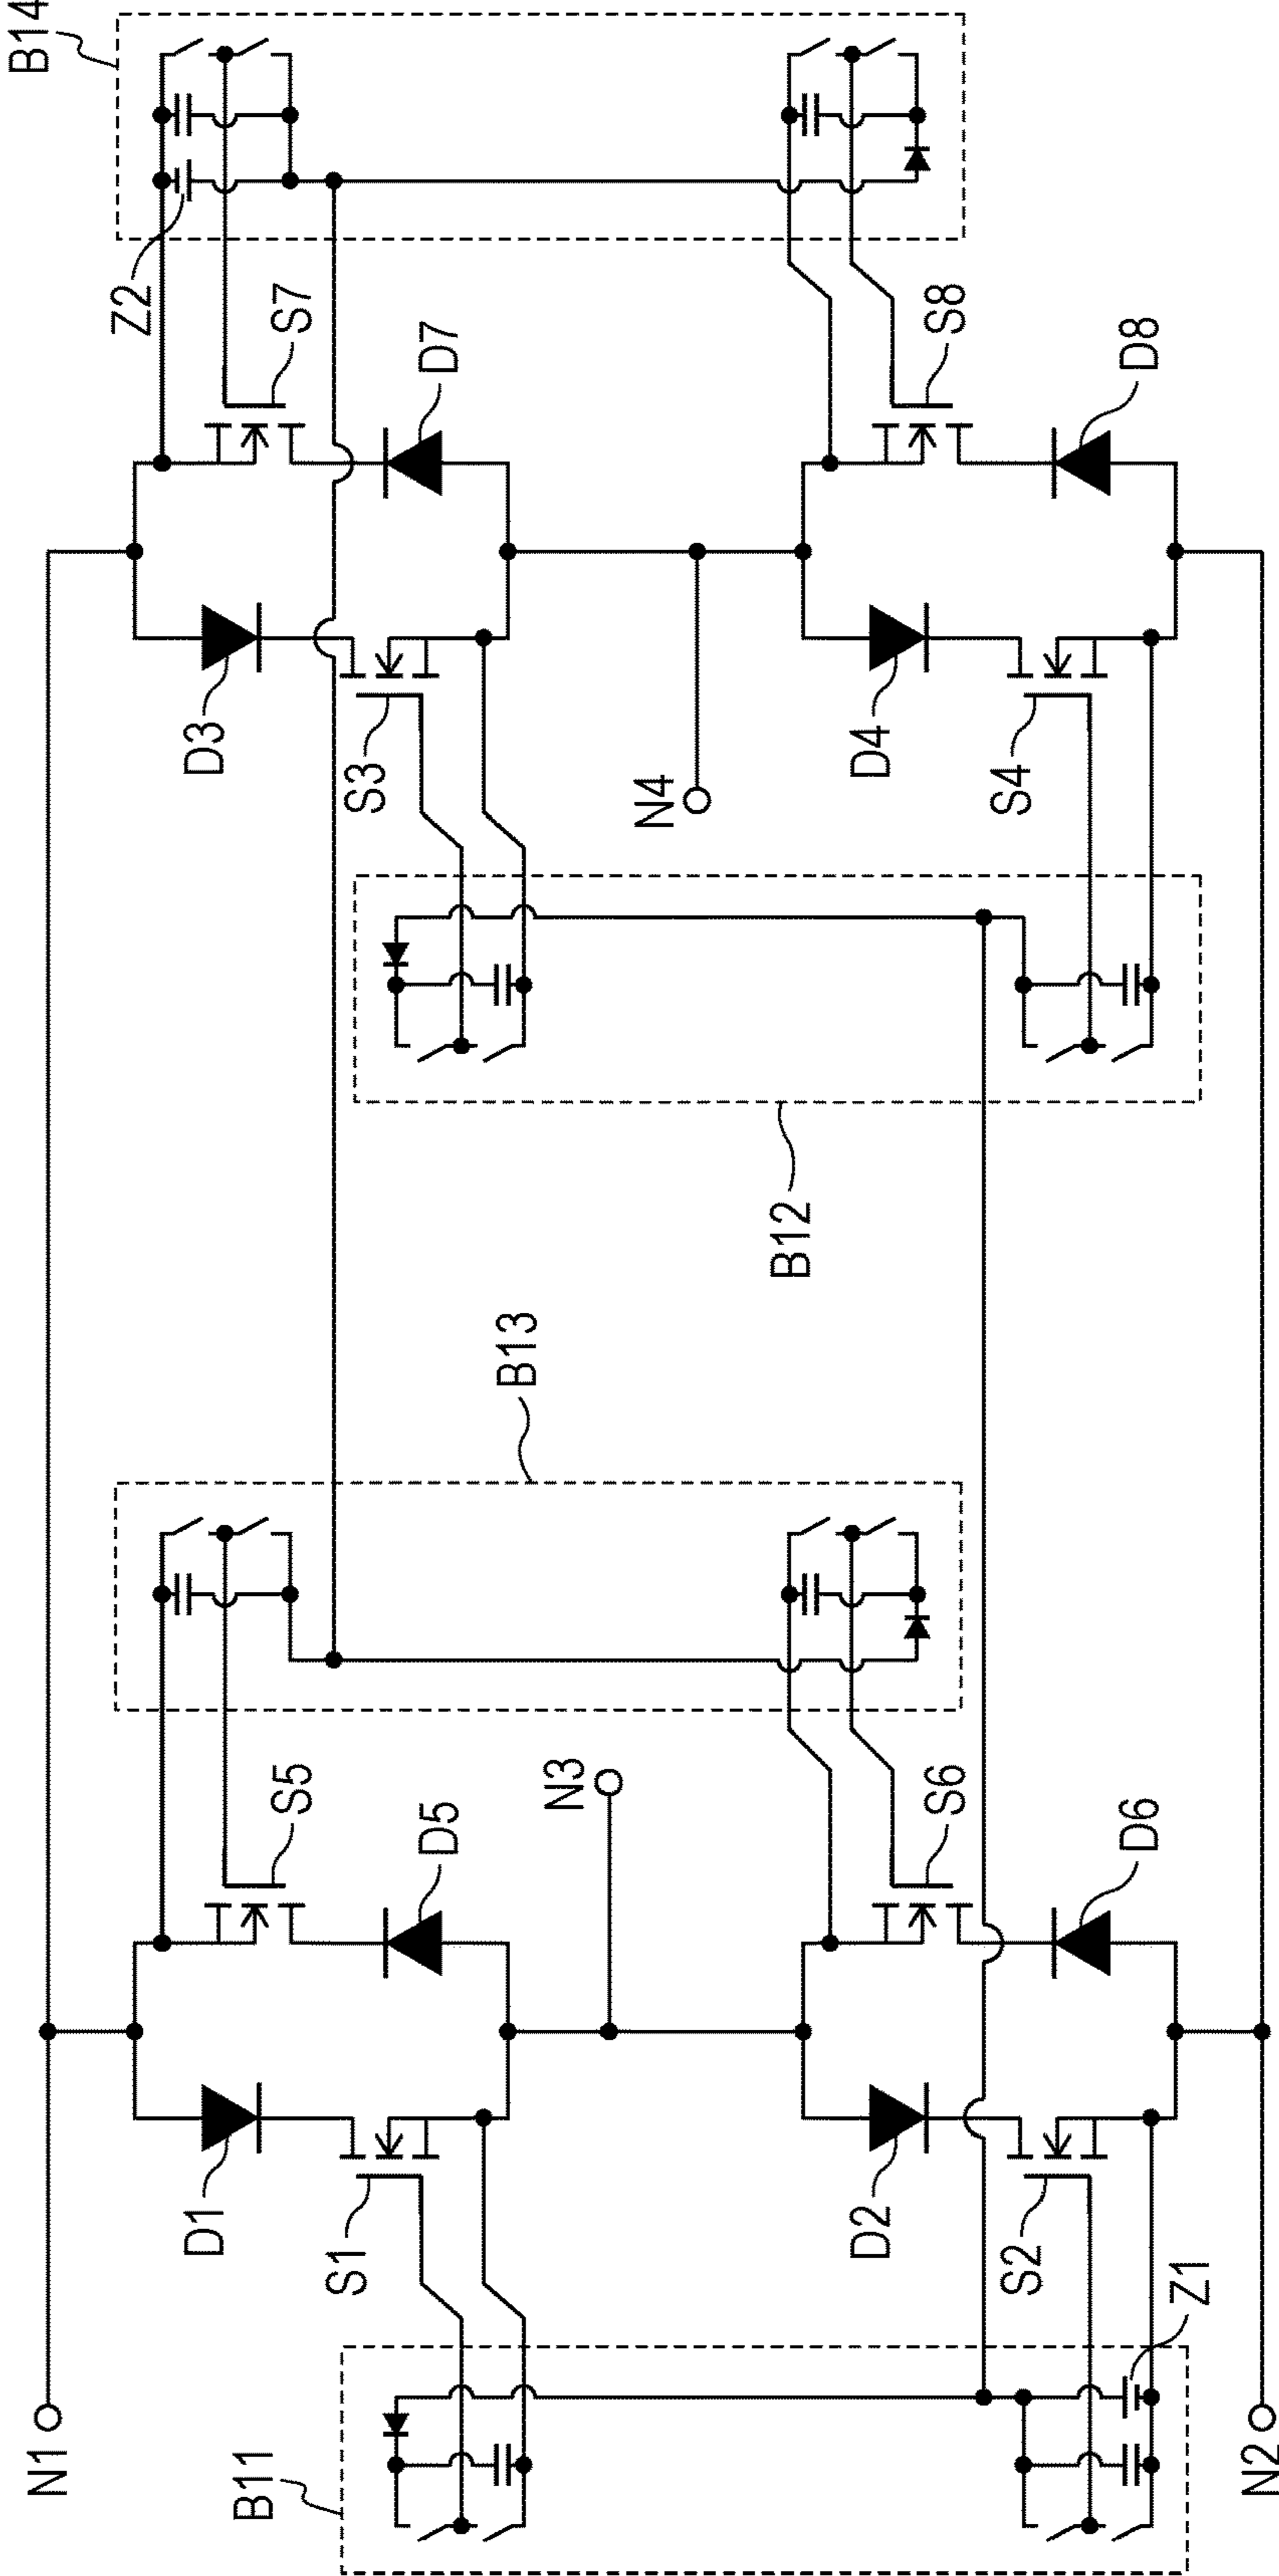 B14
Z2
S7
D7
S8
D8
D3
S3
N4
D4
S4
B12
B13
S5
D5
N3
S6
D6
D1
S1
D2
S2
Z1
N1
B11
N2